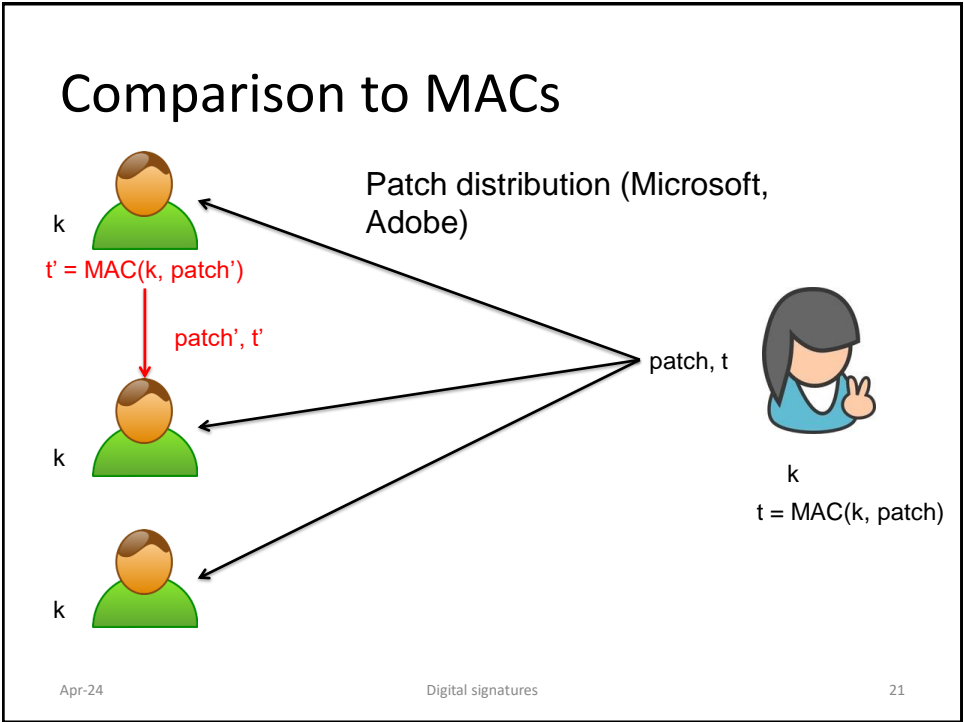 Comparison to MACs
Patch distribution (Microsoft,
Adobe)
k
t’ = MAC(k, patch’)
patch’, t’
patch, t
k
k
t = MAC(k, patch)
k
Apr-24
Digital signatures
21